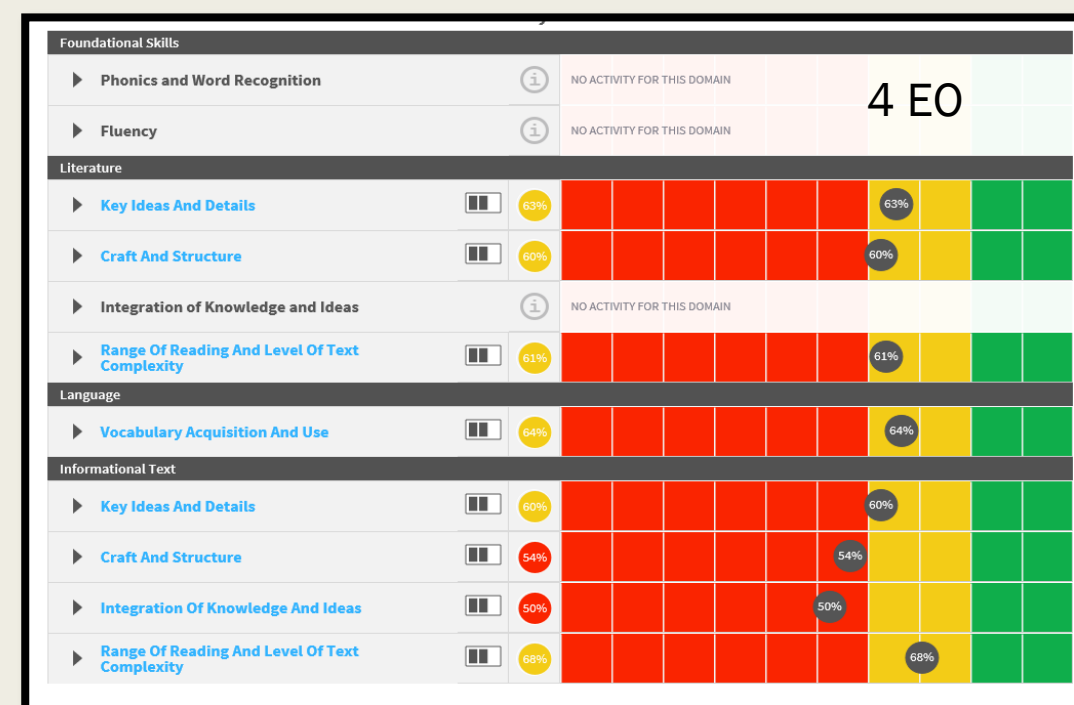 Foundational Skills
Phonics and Word Recognition i NO ACTIVITY FOR THIS DOMAIN
4 EO
Fluency i NO ACTIVITY FOR THIS DOMAIN
Literature
Key Ideas And Details 63% 63%
Craft And Structure 60% 60%
Integration of Knowledge and Ideas i NO ACTIVITY FOR THIS DOMAIN
Range Of Reading And Level Of Text
Complexity 61% 61%
Language
Vocabulary Acquisition And Use 64% 64%
Informational Text
Key Ideas And Details 60% 60%
Craft And Structure 54% 54%
Integration Of Knowledge And Ideas 50% 50%
Range Of Reading And Level Of Text
Complexity 68% 68%